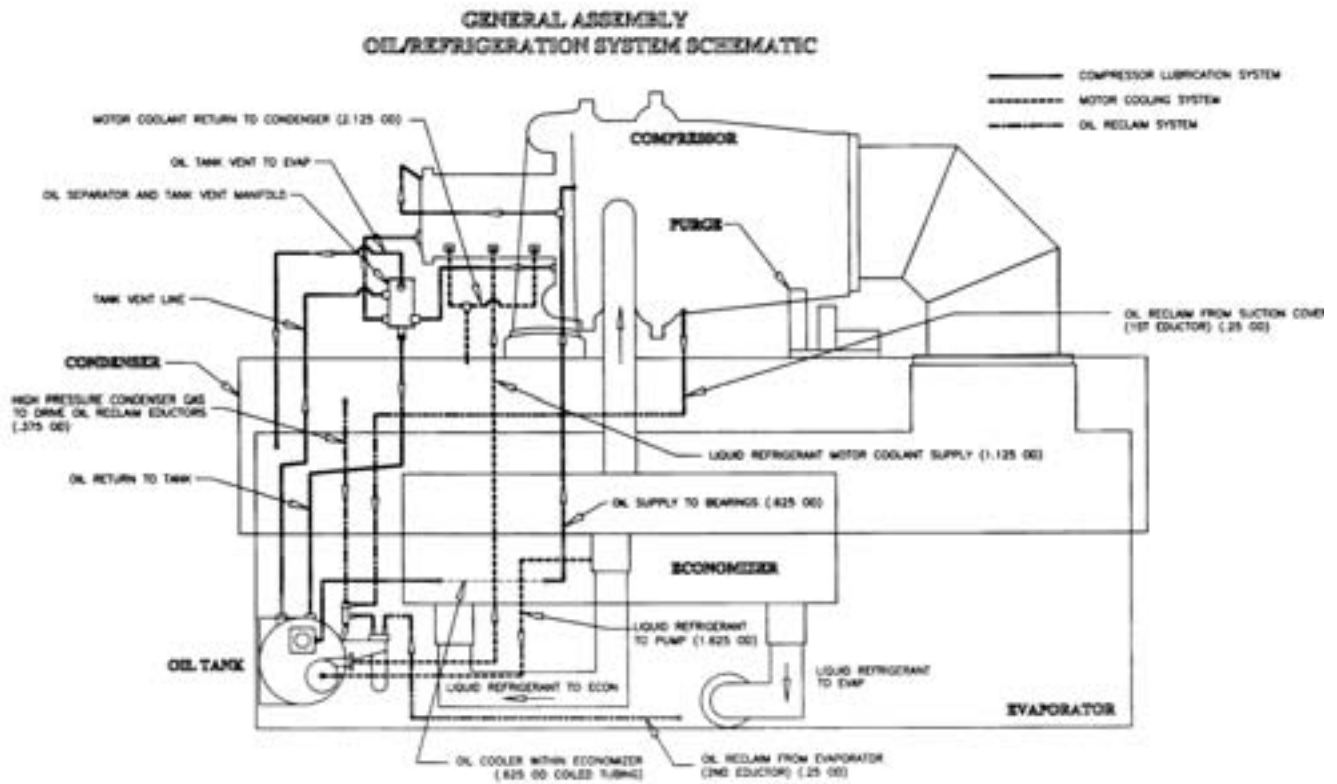 GENERAL ASSEMBLY
OIL/REFRIGERATION SYSTEM SCHEMATIC
COMPRESSOR LUBRICATION SYSTEM
MOTOR COOLING SYSTEM
OIL RECLAIM SYSTEM
MOTOR COOLANT RETURN TO CONDENSER (2.125 OD)
COMPRESSOR
OIL TANK VENT TO EVAP
OIL SEPARATOR AND TANK VENT MANIFOLD
PURGE
TANK VENT LINE
OIL RECLAIM FROM SUCTION COVER
(1ST EDUCTOR) (.25 OD)
CONDENSER
HIGH PRESSURE CONDENSER GAS
TO DRIVE OIL RECLAIM EDUCTORS
(.375 OD)
LIQUID REFRIGERANT MOTOR COOLANT SUPPLY (1.125 OD)
OIL RETURN TO TANK
OIL SUPPLY TO BEARINGS (.625 OD)
ECONOMIZER
LIQUID REFRIGERANT
TO PUMP (1.625 OD)
OIL TANK
LIQUID REFRIGERANT
TO EVAP
LIQUID REFRIGERANT TO ECON
EVAPORATOR
OIL COOLER WITHIN ECONOMIZER
(.625 OD COILED TUBING)
OIL RECLAIM FROM EVAPORATOR
(2ND EDUCTOR) (.25 OD)